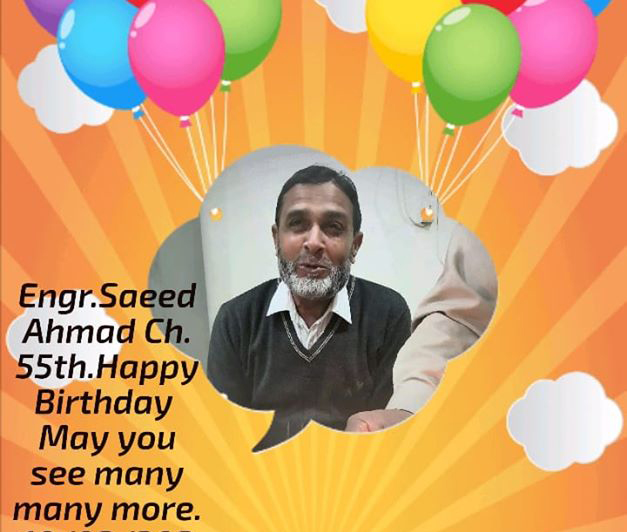 Engr.Saeed
Ahmad Ch.
55th.Happy
Birthday
May you
see many
many more.